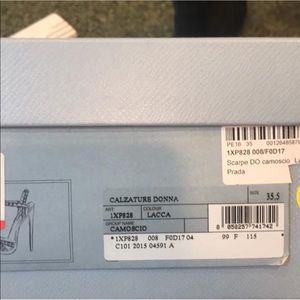 PE16 35
1XP828 008/F0D17
Scarpe DO camoscio
Prada
CALZATURE DONNA
SIZE 35.5
ART. COLOUR
1XP828 LACCA
GROUP NAME
CAMOSCIO
8 058257 741742
*1XP828 008 F0D17 04 99 F 115 *
C101 2015 04591 A